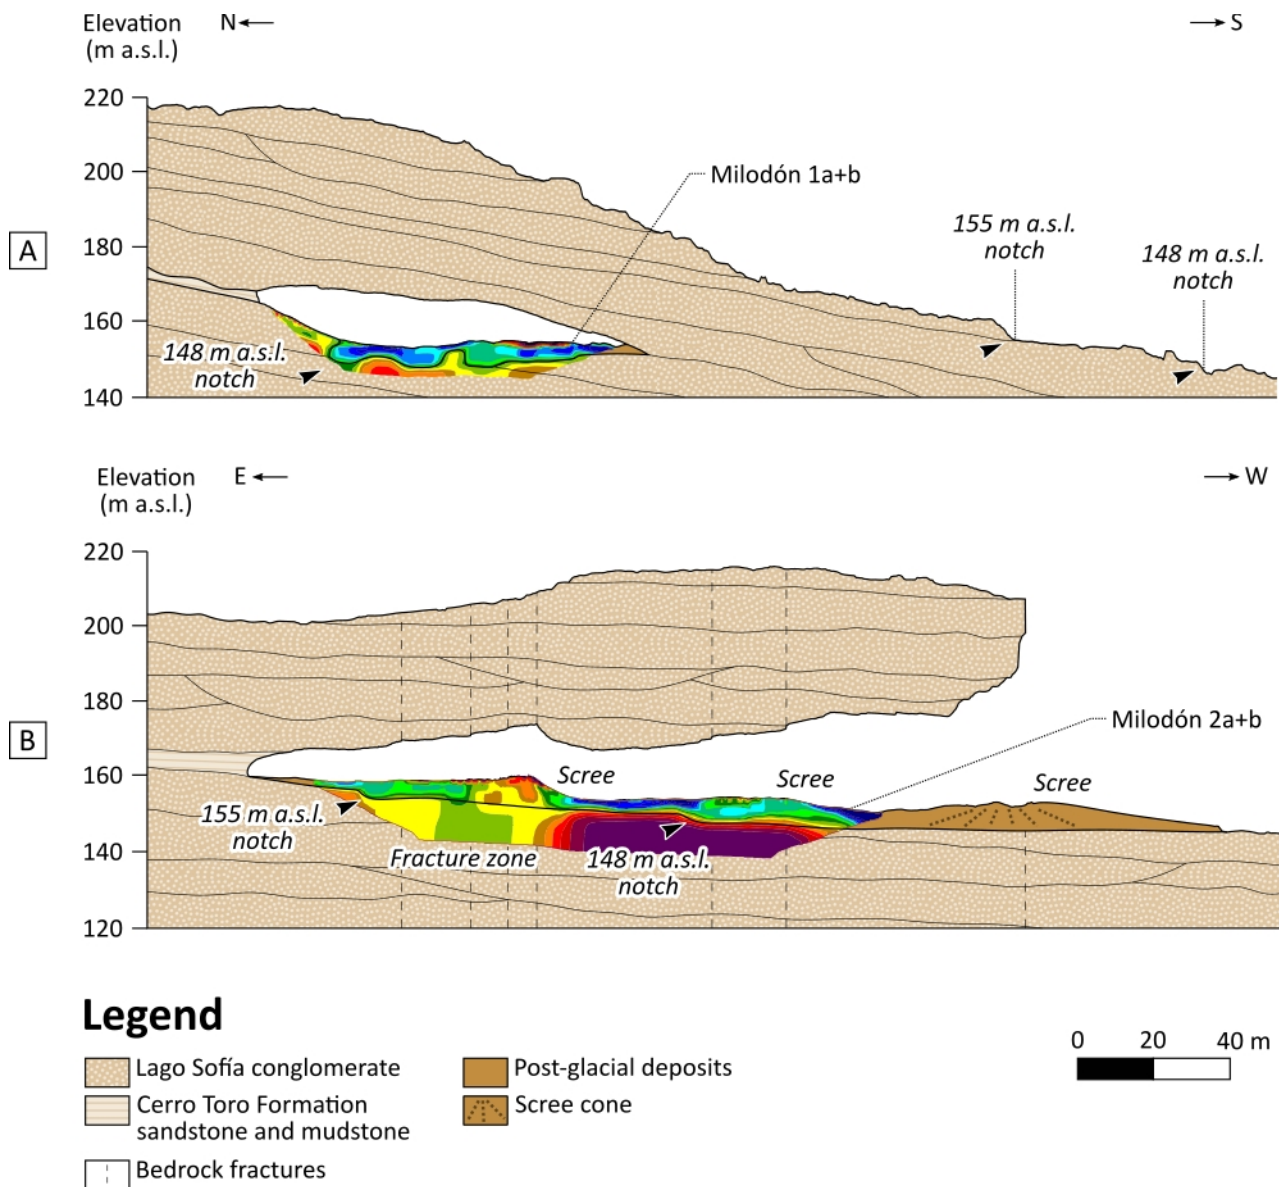 Elevation
(m a.s.l.)
N
S
220
200
180
160
140
A
Milodón 1a+b
155 m a.s.l.
notch
148 m a.s.l.
notch
148 m a.s.l.
notch
Elevation
(m a.s.l.)
E
W
220
200
180
160
140
120
B
Milodón 2a+b
Scree
Scree
Scree
155 m a.s.l.
notch
Fracture zone
148 m a.s.l.
notch
Legend
Lago Sofía conglomerate
Cerro Toro Formation
sandstone and mudstone
Bedrock fractures
Post-glacial deposits
Scree cone
0 20 40 m